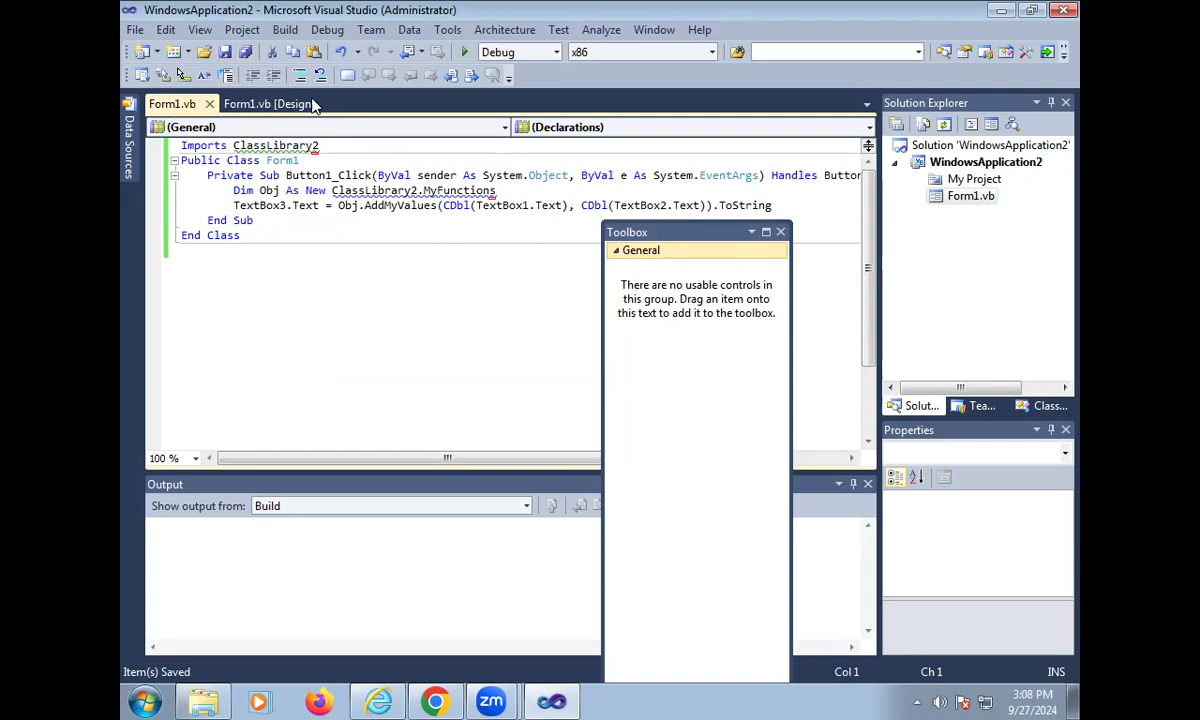 WindowsApplication2 - Microsoft Visual Studio (Administrator)
File Edit View Project Build Debug Team Data Tools Architecture Test Analyze Window Help
Debug x86
Form1.vb Form1.vb [Design]
Data Sources
(General) (Declarations)
Imports ClassLibrary2
Public Class Form1
Private Sub Button1_Click(ByVal sender As System.Object, ByVal e As System.EventArgs) Handles Button
Dim Obj As New ClassLibrary2.MyFunctions
TextBox3.Text = Obj.AddMyValues(CDbl(TextBox1.Text), CDbl(TextBox2.Text)).ToString
End Sub
End Class
100 %
Toolbox
General
There are no usable controls in
this group. Drag an item onto
this text to add it to the toolbox.
Solution Explorer
Solution 'WindowsApplication2'
WindowsApplication2
My Project
Form1.vb
Solut... Tea... Class...
Properties
Output
Show output from: Build
Item(s) Saved Col 1 Ch 1 INS
zm
3:08 PM
9/27/2024